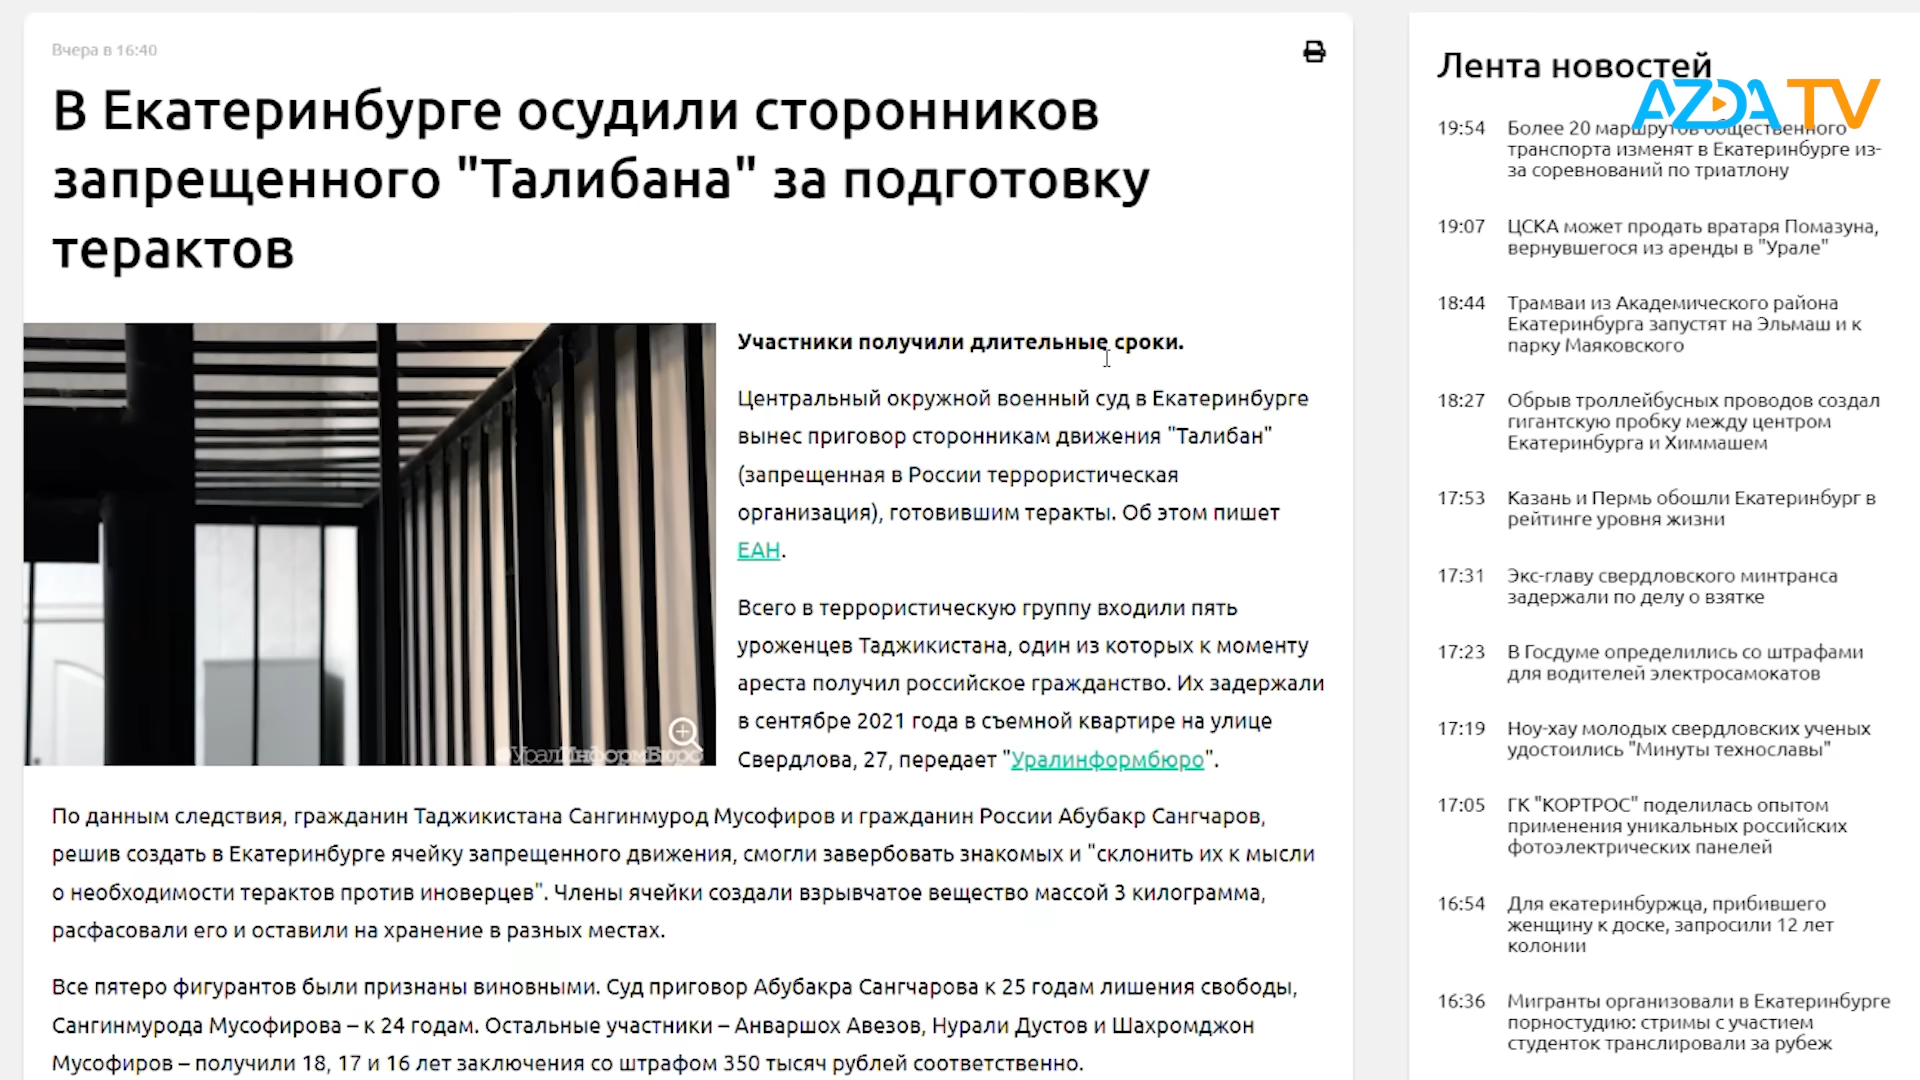 Вчера в 16:40
В Екатеринбурге осудили сторонников
запрещенного "Талибана" за подготовку
терактов
Участники получили длительные сроки.
Центральный окружной военный суд в Екатеринбурге
вынес приговор сторонникам движения "Талибан"
(запрещенная в России террористическая
организация), готовившим теракты. Об этом пишет
ЕАН.
Всего в террористическую группу входили пять
уроженцев Таджикистана, один из которых к моменту
ареста получил российское гражданство. Их задержали
в сентябре 2021 года в съемной квартире на улице
Свердлова, 27, передает "Уралинформбюро".
УралИнформБюро
По данным следствия, гражданин Таджикистана Сангинмурод Мусофиров и гражданин России Абубакр Сангчаров,
решив создать в Екатеринбурге ячейку запрещенного движения, смогли завербовать знакомых и "склонить их к мысли
о необходимости терактов против иноверцев". Члены ячейки создали взрывчатое вещество массой 3 килограмма,
расфасовали его и оставили на хранение в разных местах.
Все пятеро фигурантов были признаны виновными. Суд приговор Абубакра Сангчарова к 25 годам лишения свободы,
Сангинмурода Мусофирова – к 24 годам. Остальные участники – Анваршох Авезов, Нурали Дустов и Шахромджон
Мусофиров – получили 18, 17 и 16 лет заключения со штрафом 350 тысяч рублей соответственно.
Лента новостей
AZDA TV
19:54 Более 20 маршрутов общественного
транспорта изменят в Екатеринбурге из-
за соревнований по триатлону
19:07 ЦСКА может продать вратаря Помазуна,
вернувшегося из аренды в "Урале"
18:44 Трамваи из Академического района
Екатеринбурга запустят на Эльмаш и к
парку Маяковского
18:27 Обрыв троллейбусных проводов создал
гигантскую пробку между центром
Екатеринбурга и Химмашем
17:53 Казань и Пермь обошли Екатеринбург в
рейтинге уровня жизни
17:31 Экс-главу свердловского минтранса
задержали по делу о взятке
17:23 В Госдуме определились со штрафами
для водителей электросамокатов
17:19 Ноу-хау молодых свердловских ученых
удостоились "Минуты технославы"
17:05 ГК "КОРТРОС" поделилась опытом
применения уникальных российских
фотоэлектрических панелей
16:54 Для екатеринбуржца, прибившего
женщину к доске, запросили 12 лет
колонии
16:36 Мигранты организовали в Екатеринбурге
порностудию: стримы с участием
студенток транслировали за рубеж